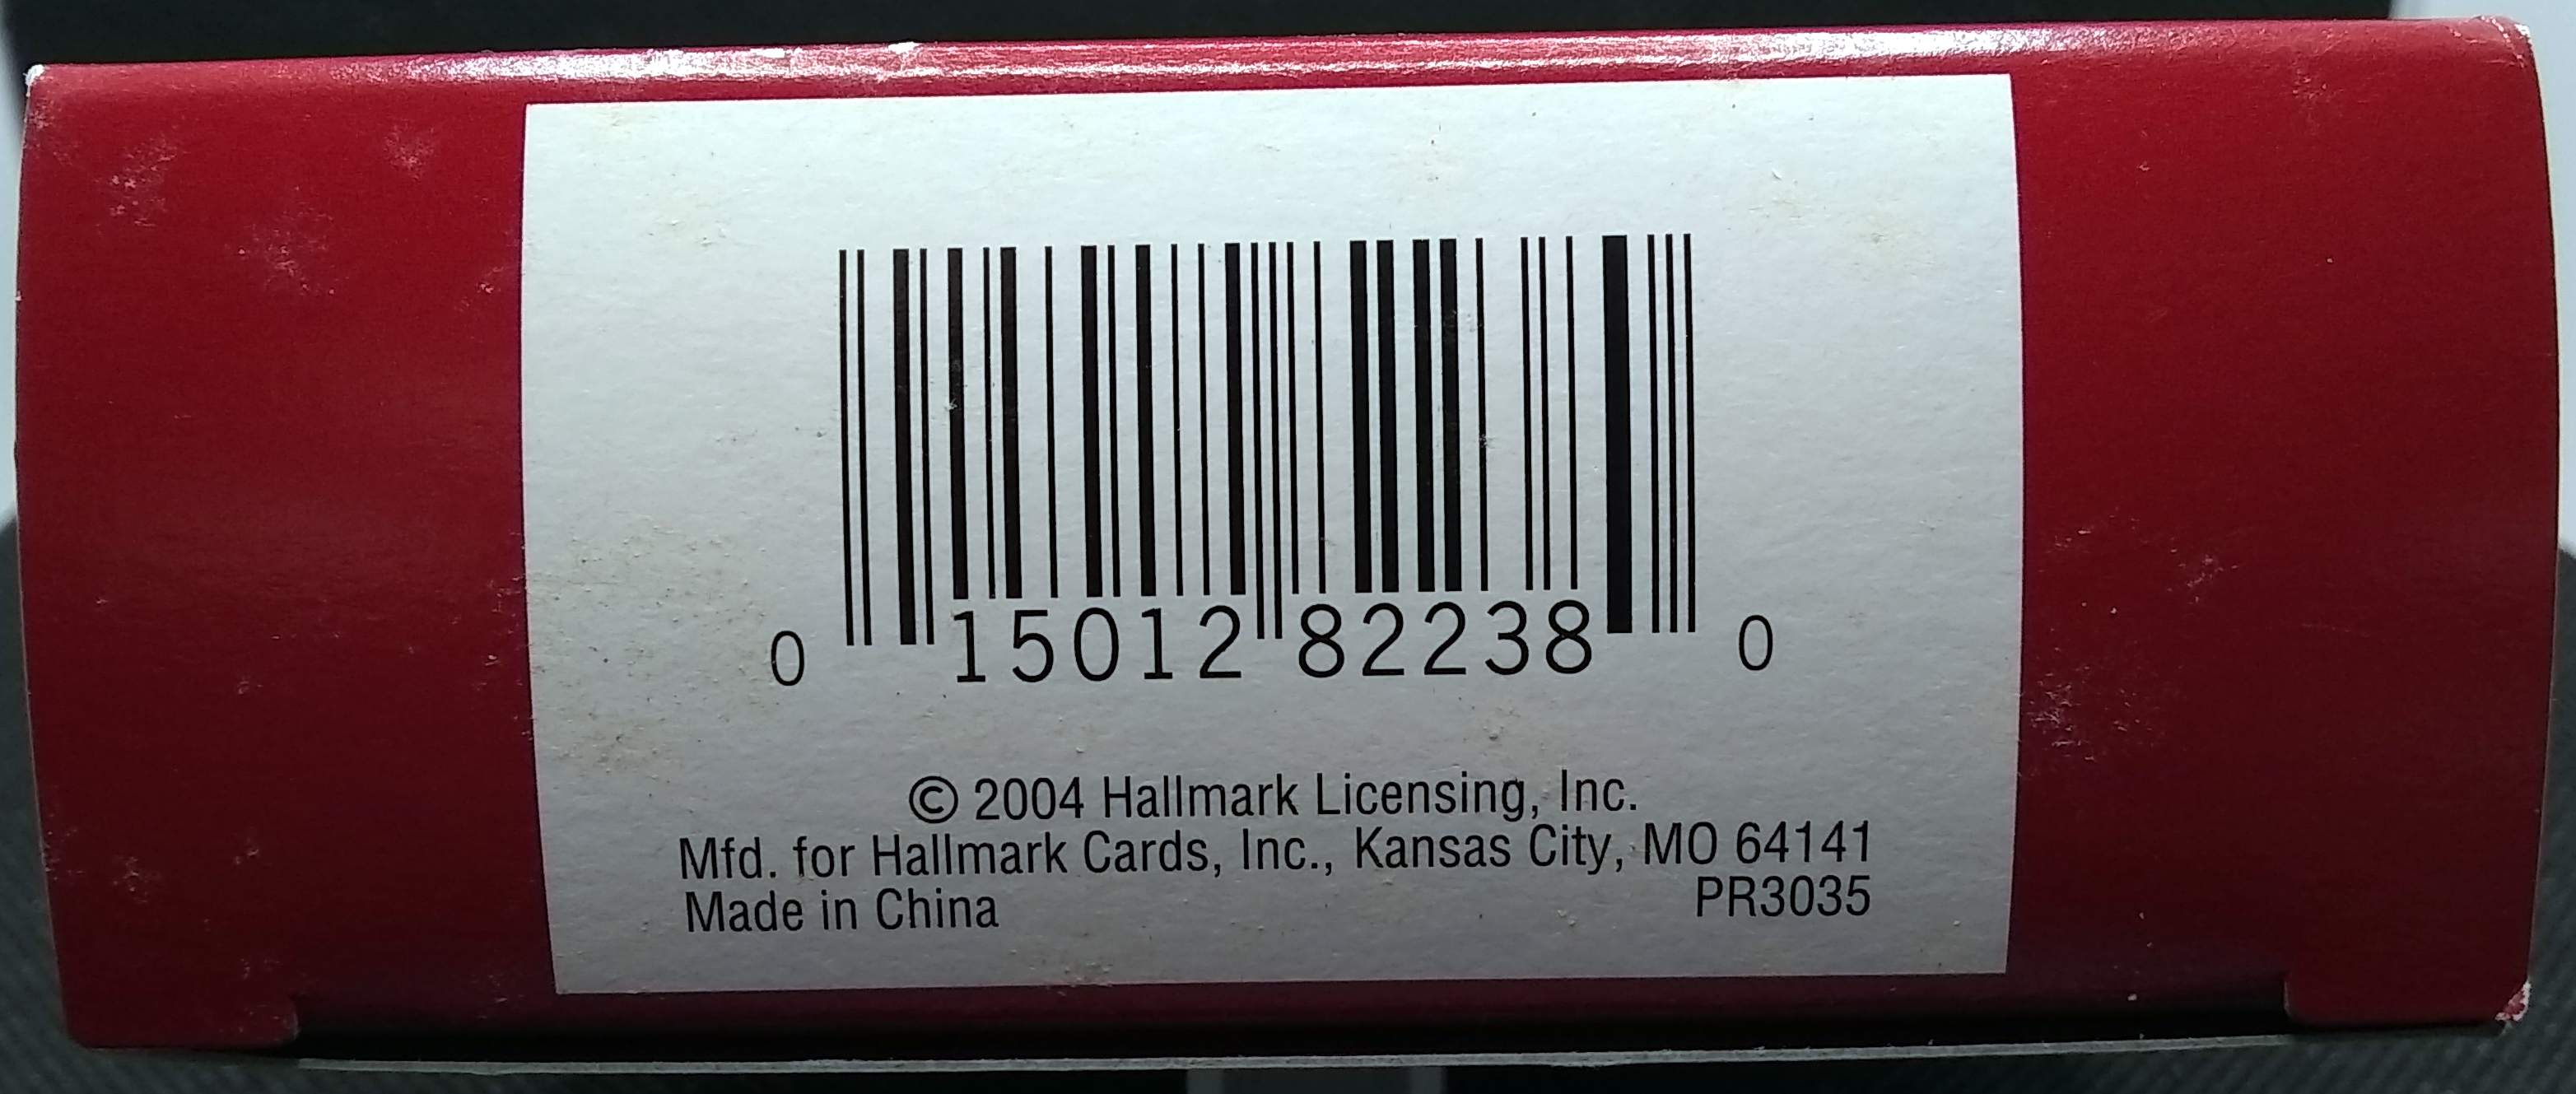 0 15012 82238 0
© 2004 Hallmark Licensing, Inc.
Mfd. for Hallmark Cards, Inc., Kansas City, MO 64141
Made in China PR3035